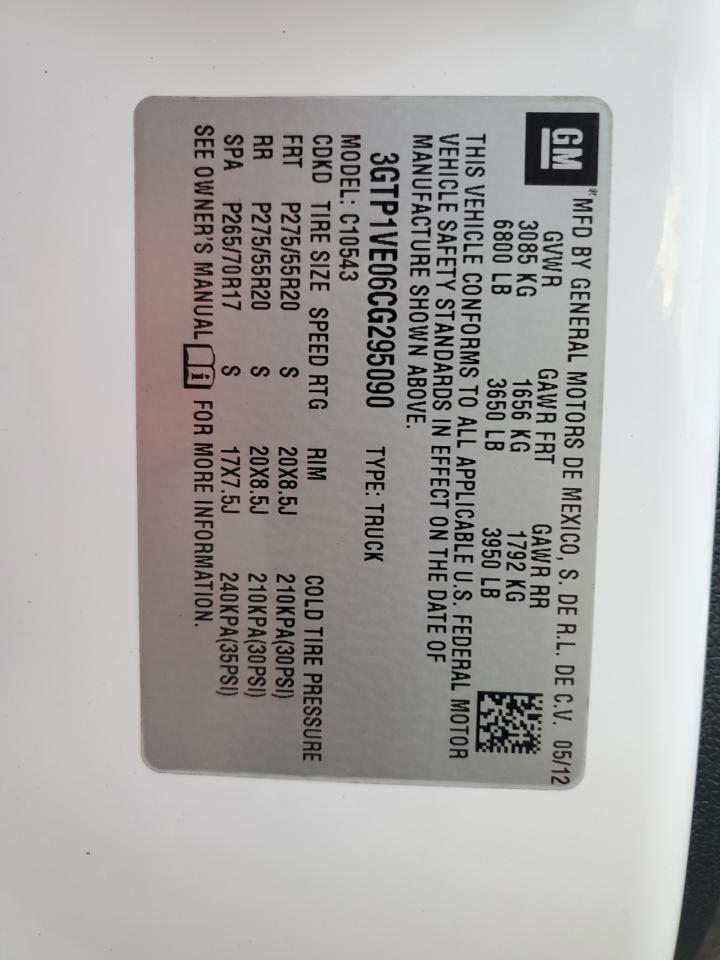 GM
® MFD BY GENERAL MOTORS DE MEXICO, S. DE R.L. DE C.V. 05/12
GVWR GAWR FRT GAWR RR
3085 KG 1656 KG 1792 KG
6800 LB 3650 LB 3950 LB
THIS VEHICLE CONFORMS TO ALL APPLICABLE U.S. FEDERAL MOTOR
VEHICLE SAFETY STANDARDS IN EFFECT ON THE DATE OF
MANUFACTURE SHOWN ABOVE.
3GTP1VE06CG295090 TYPE: TRUCK
MODEL: C10543
CDKD TIRE SIZE SPEED RTG RIM COLD TIRE PRESSURE
FRT P275/55R20 S 20X8.5J 210KPA(30PSI)
RR P275/55R20 S 20X8.5J 210KPA(30PSI)
SPA P265/70R17 S 17X7.5J 240KPA(35PSI)
SEE OWNER'S MANUAL i FOR MORE INFORMATION.